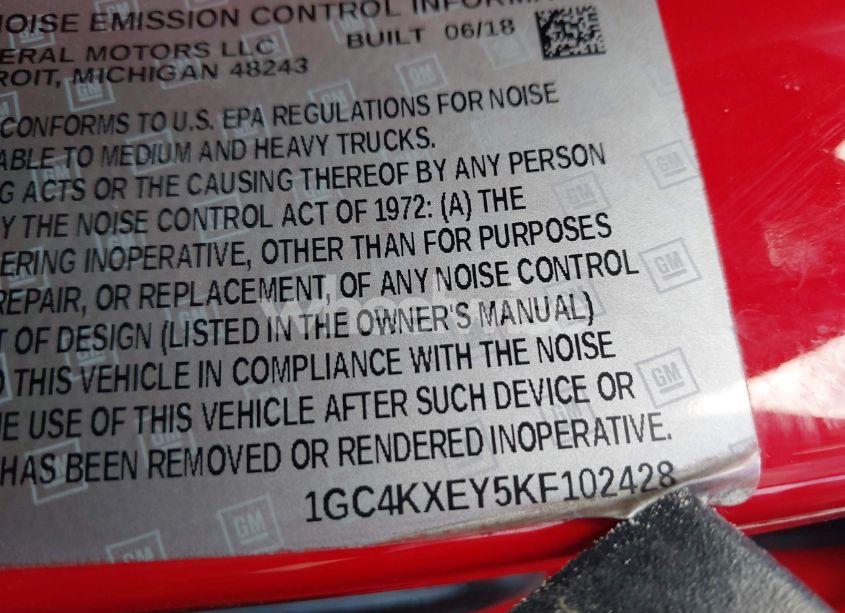 NOISE EMISSION CONTROL
ERAL MOTORS LLC BUILT 06/18
ROIT, MICHIGAN 48243
CONFORMS TO U.S. EPA REGULATIONS FOR NOISE
ABLE TO MEDIUM AND HEAVY TRUCKS.
G ACTS OR THE CAUSING THEREOF BY ANY PERSON
Y THE NOISE CONTROL ACT OF 1972: (A) THE
ERING INOPERATIVE, OTHER THAN FOR PURPOSES
REPAIR, OR REPLACEMENT, OF ANY NOISE CONTROL
T OF DESIGN (LISTED IN THE OWNER'S MANUAL)
O THIS VEHICLE IN COMPLIANCE WITH THE NOISE
HE USE OF THIS VEHICLE AFTER SUCH DEVICE OR
HAS BEEN REMOVED OR RENDERED INOPERATIVE.
1GC4KXEY5KF102428
GM